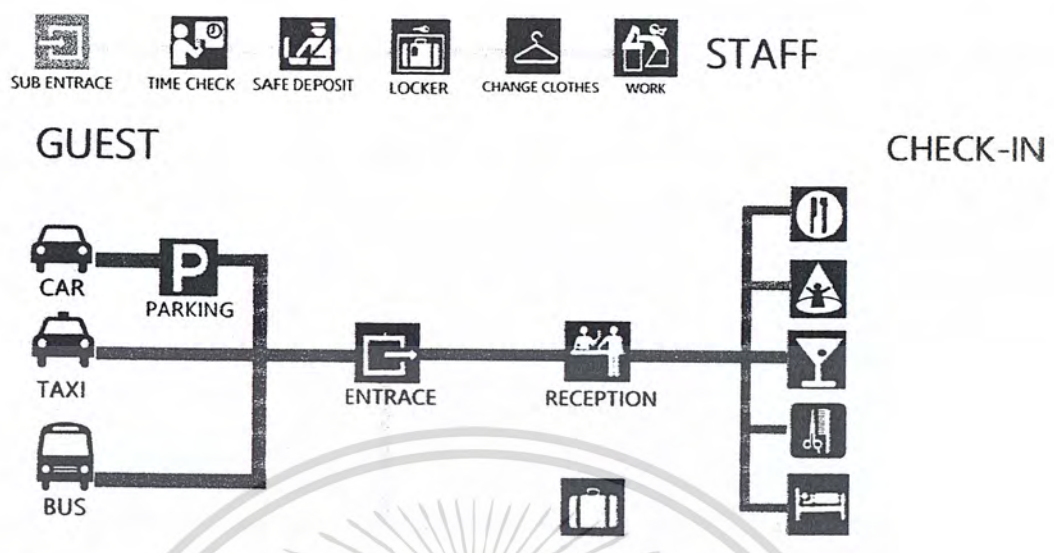 STAFF
SUB ENTRACE TIME CHECK SAFE DEPOSIT LOCKER CHANGE CLOTHES WORK
GUEST CHECK-IN
P
CAR
PARKING
TAXI ENTRACE RECEPTION
BUS